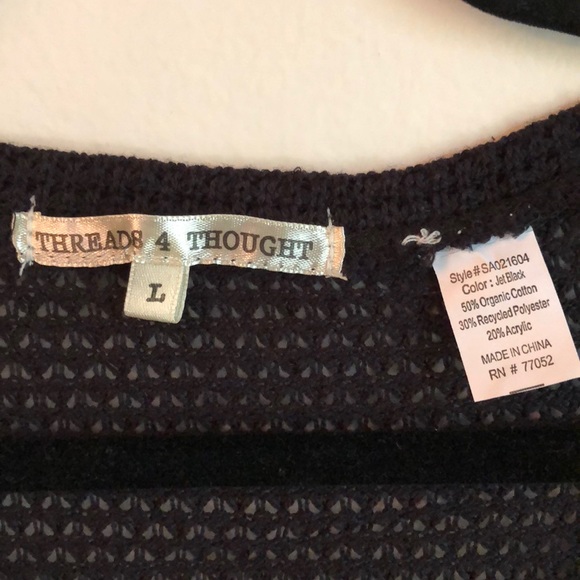 THREADS 4 THOUGHT
L
Style#SA021604
Color : Jet Black
50% Organic Cotton
30% Recycled Polyester
20% Acrylic
MADE IN CHINA
RN # 77052